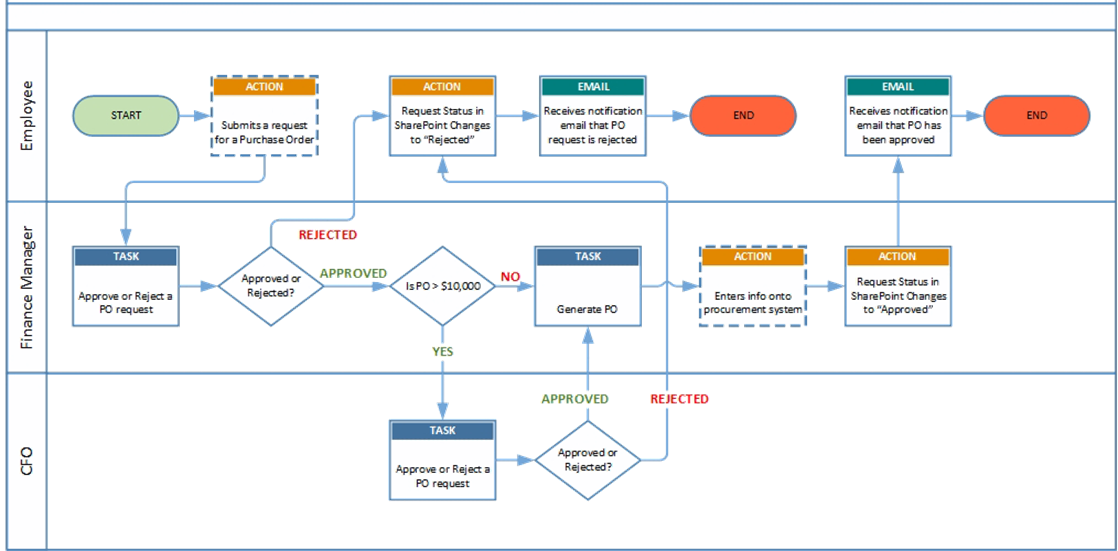 Employee
START
ACTION
Submits a request
for a Purchase Order
ACTION
Request Status in
SharePoint Changes
to “Rejected”
EMAIL
Receives notification
email that PO
request is rejected
END
EMAIL
Receives notification
email that PO has
been approved
END
Finance Manager
TASK
Approve or Reject a
PO request
Approved or
Rejected?
REJECTED
APPROVED
Is PO > $10,000
NO
YES
TASK
Generate PO
ACTION
Enters info onto
procurement system
ACTION
Request Status in
SharePoint Changes
to “Approved”
CFO
TASK
Approve or Reject a
PO request
Approved or
Rejected?
APPROVED
REJECTED